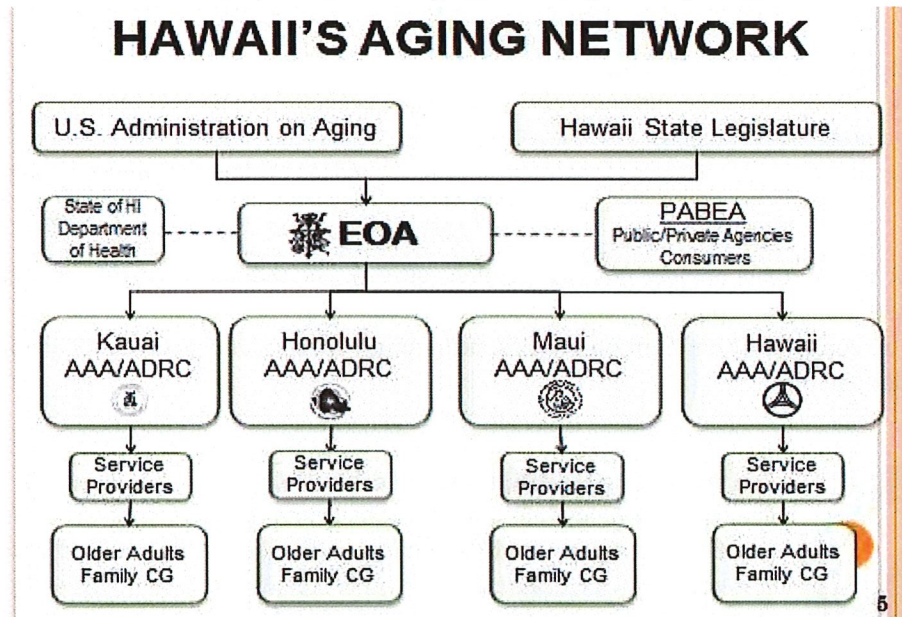 HAWAII'S AGING NETWORK
U.S. Administration on Aging
Hawaii State Legislature
State of HI
Department
of Health
EOA
PABEA
Public/Private Agencies
Consumers
Kauai
AAA/ADRC
Honolulu
AAA/ADRC
Maui
AAA/ADRC
Hawaii
AAA/ADRC
Service
Providers
Service
Providers
Service
Providers
Service
Providers
Older Adults
Family CG
Older Adults
Family CG
Older Adults
Family CG
Older Adults
Family CG
5